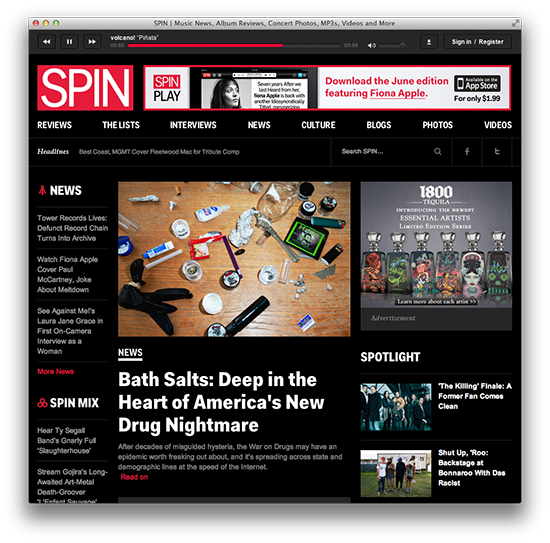 SPIN | Music News, Album Reviews, Concert Photos, MP3s, Videos and More
volcano! "Piñata"
02:52
03:55
Sign in / Register
SPIN
SPIN
PLAY
Seven years After we
last Heard from her,
fiona Apple is back with
another Idiosyncratically
Titled, mesmerizing
Download the June edition
featuring Fiona Apple.
Available on the
App Store
For only $1.99
REVIEWS
THE LISTS
INTERVIEWS
NEWS
CULTURE
BLOGS
PHOTOS
VIDEOS
Headlines
Best Coast, MGMT Cover Fleetwood Mac for Tribute Comp
Search SPIN...
NEWS
Tower Records Lives:
Defunct Record Chain
Turns Into Archive
Watch Fiona Apple
Cover Paul
McCartney, Joke
About Meltdown
See Against Me!'s
Laura Jane Grace in
First On-Camera
Interview as a
Woman
More News
SPIN MIX
Hear Ty Segall
Band's Gnarly Full
'Slaughterhouse'
Stream Gojira's Long-
Awaited Art-Metal
Death-Groover
'L'Enfant Sauvage'
NEWS
Bath Salts: Deep in the
Heart of America's New
Drug Nightmare
After decades of misguided hysteria, the War on Drugs may have an
epidemic worth freaking out about, and it's spreading across state and
demographic lines at the speed of the Internet.
Read on
1800
TEQUILA
INTRODUCING THE NEWEST
ESSENTIAL ARTISTS
LIMITED EDITION SERIES
Learn more about each artist >>
Advertisement
SPOTLIGHT
'The Killing' Finale: A
Former Fan Comes
Clean
Shut Up, 'Roo:
Backstage at
Bonnaroo With Das
Racist